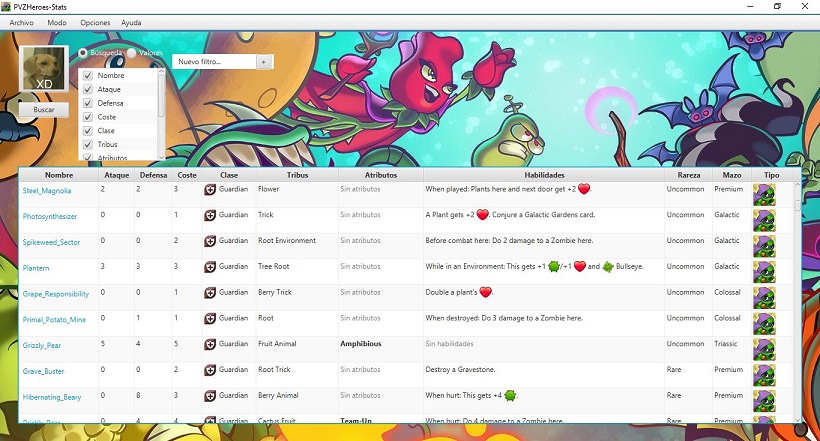 PVZHeroes-Stats
Archivo Modo Opciones Ayuda
Búsqueda Valores
Nuevo filtro... +
XD
Buscar
Nombre
Ataque
Defensa
Coste
Clase
Tribus
Atributos
Nombre Ataque Defensa Coste Clase Tribus Atributos Habilidades Rareza Mazo Tipo
Steel_Magnolia 2 2 3 Guardian Flower Sin atributos When played: Plants here and next door get +2 . Uncommon Premium
Photosynthesizer 0 0 1 Guardian Trick Sin atributos A Plant gets +2 . Conjure a Galactic Gardens card. Uncommon Galactic
Spikeweed_Sector 0 0 2 Guardian Root Environment Sin atributos Before combat here: Do 2 damage to a Zombie here. Uncommon Galactic
Plantern 3 3 3 Guardian Tree Root Sin atributos While in an Environment: This gets +1 /+1 and Bullseye. Uncommon Galactic
Grape_Responsibility 0 0 1 Guardian Berry Trick Sin atributos Double a plant's . Uncommon Colossal
Primal_Potato_Mine 0 1 1 Guardian Root Sin atributos When destroyed: Do 3 damage to a Zombie here. Uncommon Colossal
Grizzly_Pear 5 4 5 Guardian Fruit Animal Amphibious Sin habilidades Uncommon Triassic
Grave_Buster 0 0 2 Guardian Root Trick Sin atributos Destroy a Gravestone. Rare Premium
Hibernating_Beary 0 8 3 Guardian Berry Animal Sin atributos When hurt: This gets +4 . Rare Premium
Prickly_Pear 0 4 4 Guardian Cactus Fruit Team-Up When hurt: Do 4 damage to a Zombie here. Rare Premium